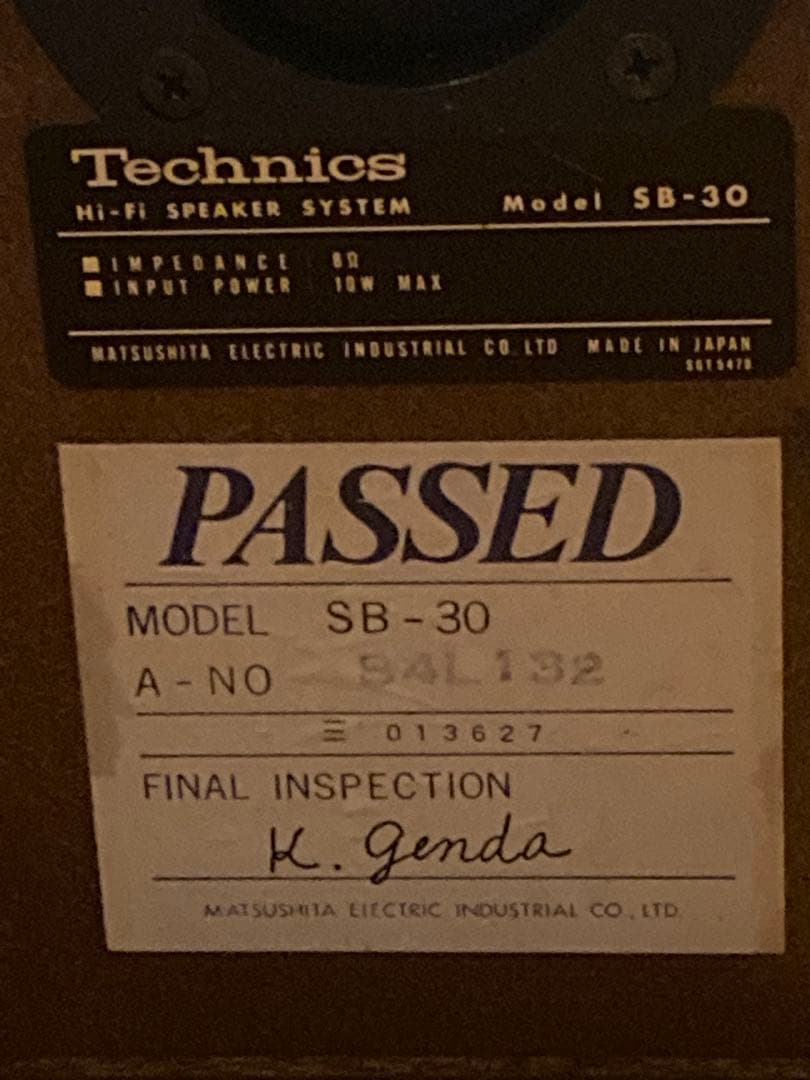 Technics
Hi-Fi SPEAKER SYSTEM Model SB-30
IMPEDANCE 8Ω
INPUT POWER 10W MAX
MATSUSHITA ELECTRIC INDUSTRIAL CO. LTD MADE IN JAPAN
PASSED
MODEL SB-30
A-NO 132
三 013627
FINAL INSPECTION
K. Genda
MATSUSHITA ELECTRIC INDUSTRIAL CO., LTD.